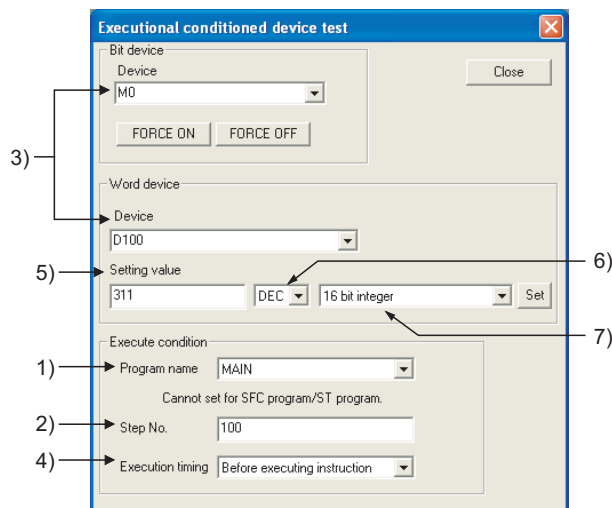 Executional conditioned device test
Bit device
Device
M0
Close
FORCE ON FORCE OFF
3)
Word device
Device
D100
6)
5) Setting value
311 DEC 16 bit integer Set
7)
Execute condition
1) Program name MAIN
Cannot set for SFC program/ST program.
2) Step No. 100
4) Execution timing Before executing instruction